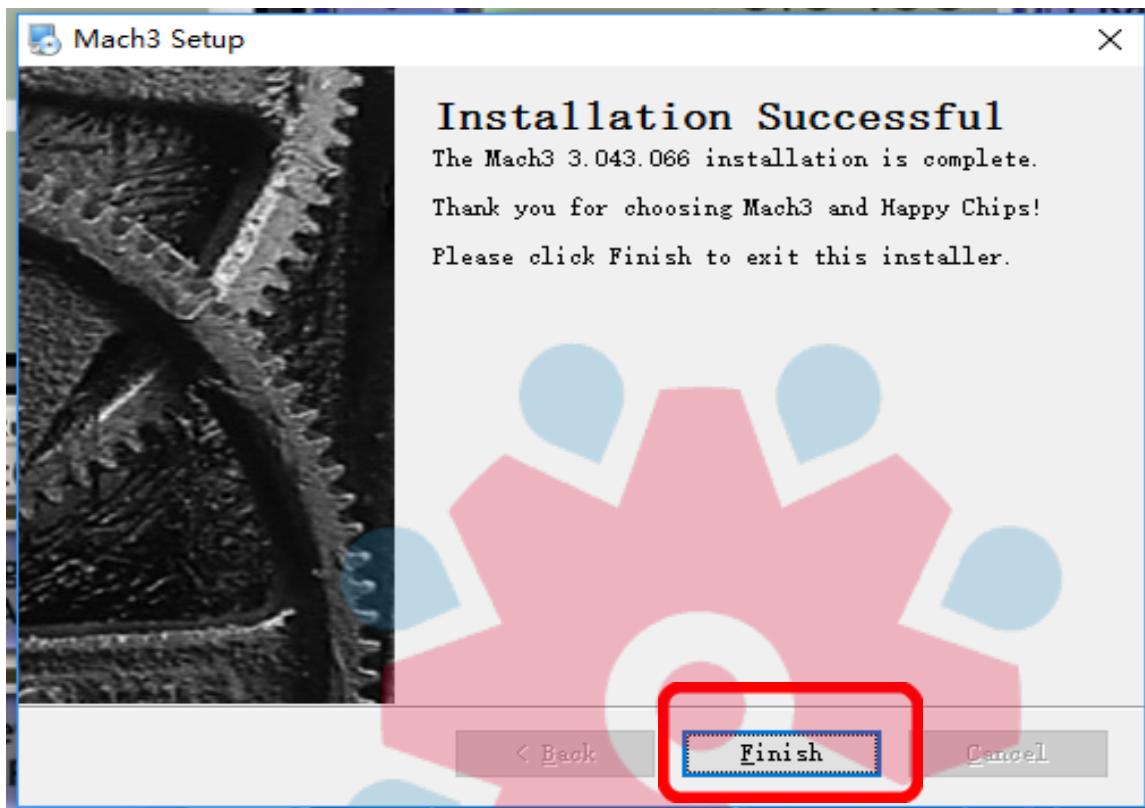 Mach3 Setup
Installation Successful
The Mach3 3.043.066 installation is complete.
Thank you for choosing Mach3 and Happy Chips!
Please click Finish to exit this installer.
< Back
Finish
Cancel